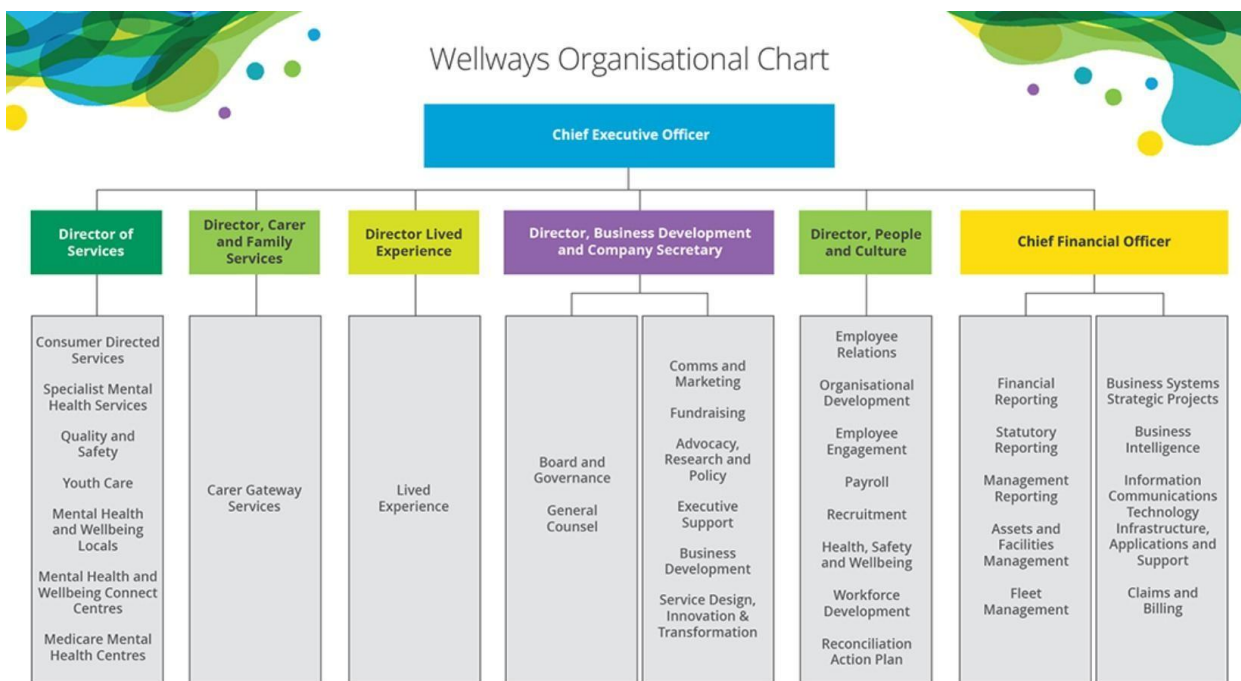 Wellways Organisational Chart
Chief Executive Officer
Director of
Services
Director, Carer
and Family
Services
Director Lived
Experience
Director, Business Development
and Company Secretary
Director, People
and Culture
Chief Financial Officer
Consumer Directed
Services
Specialist Mental
Health Services
Quality and
Safety
Youth Care
Mental Health
and Wellbeing
Locals
Mental Health and
Wellbeing Connect
Centres
Medicare Mental
Health Centres
Carer Gateway
Services
Lived
Experience
Board and
Governance
General
Counsel
Comms and
Marketing
Fundraising
Advocacy,
Research and
Policy
Executive
Support
Business
Development
Service Design,
Innovation &
Transformation
Employee
Relations
Organisational
Development
Employee
Engagement
Payroll
Recruitment
Health, Safety
and Wellbeing
Workforce
Development
Reconciliation
Action Plan
Financial
Reporting
Statutory
Reporting
Management
Reporting
Assets and
Facilities
Management
Fleet
Management
Business Systems
Strategic Projects
Business
Intelligence
Information
Communications
Technology
Infrastructure,
Applications and
Support
Claims and
Billing